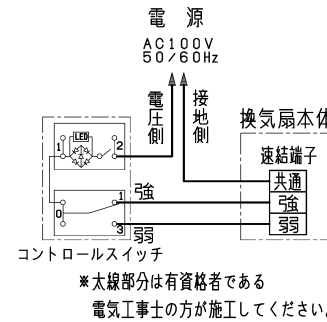 電源
AC100V
50/60Hz
電圧側
接地側
換気扇本体
速結端子
共通
強
弱
LED
1
2
0
1
3
強
弱
コントロールスイッチ
※太線部分は有資格者である
電気工事士の方が施工してください。